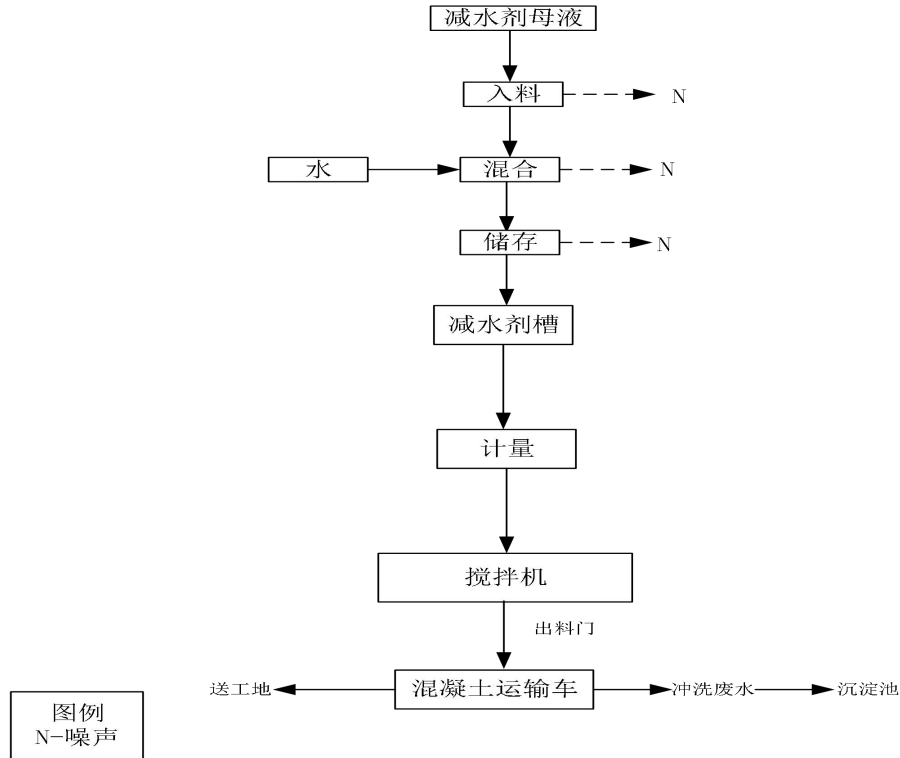 减水剂母液
入料
N
水
混合
N
储存
N
减水剂槽
计量
搅拌机
出料门
送工地
混凝土运输车
冲洗废水
沉淀池
图例
N-噪声